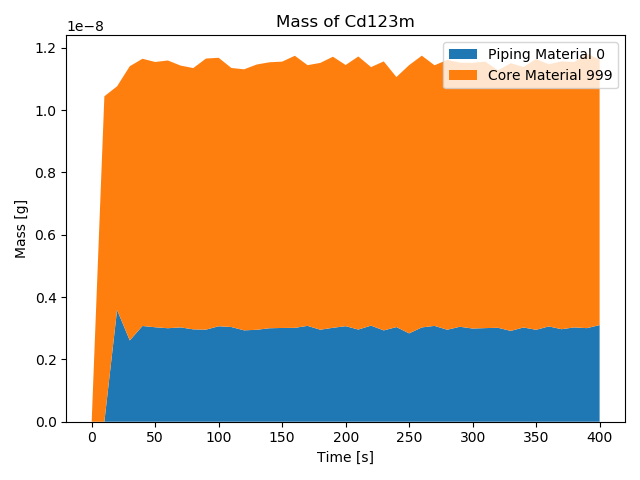 Mass of Cd123m
1e−8
Piping Material 0
Core Material 999
1.2
1.0
0.8
0.6
0.4
0.2
0.0
Mass [g]
0 50 100 150 200 250 300 350 400
Time [s]